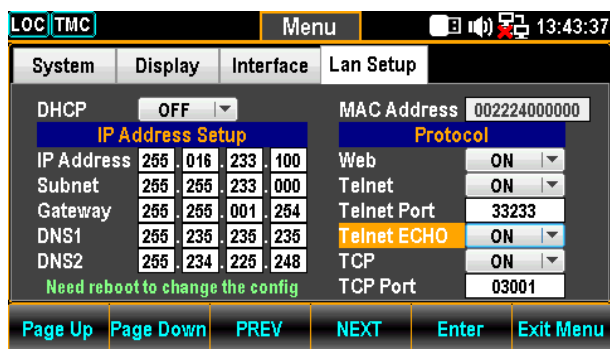 LOC TMC Menu 13:43:37
System Display Interface Lan Setup
DHCP OFF MAC Address 002224000000
IP Address Setup Protocol
IP Address 255 . 016 . 233 . 100 Web ON
Subnet 255 . 255 . 233 . 000 Telnet ON
Gateway 255 . 255 . 001 . 254 Telnet Port 33233
DNS1 255 . 235 . 235 . 235 Telnet ECHO ON
DNS2 255 . 234 . 225 . 248 TCP ON
Need reboot to change the config TCP Port 03001
Page Up Page Down PREV NEXT Enter Exit Menu